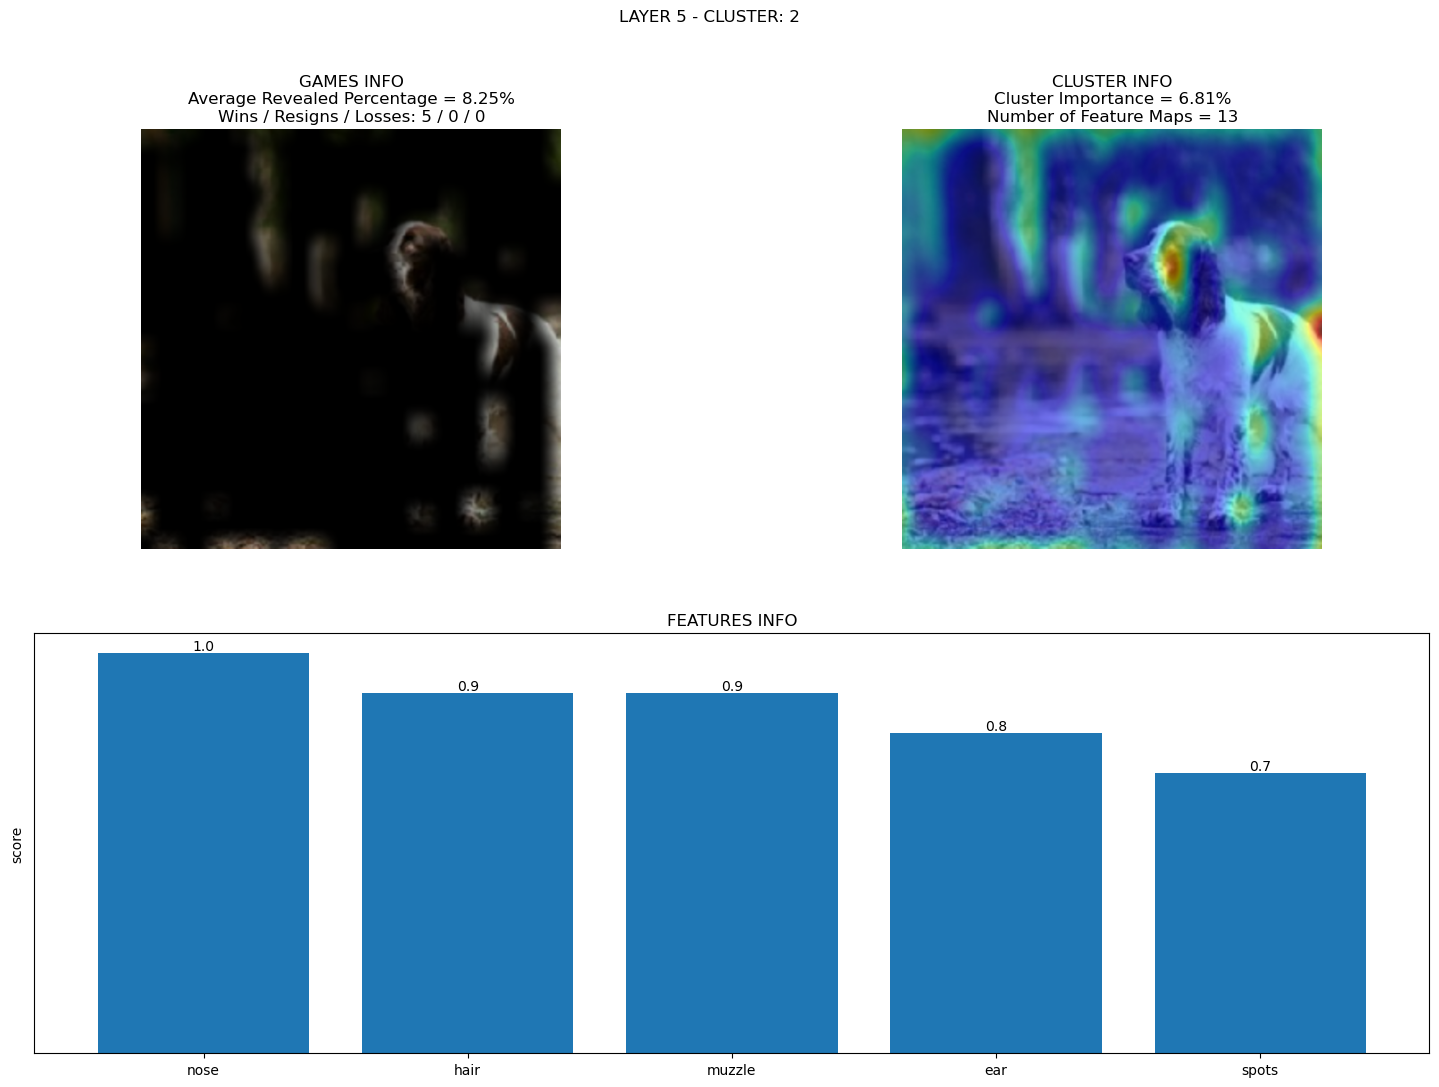 LAYER 5 - CLUSTER: 2
GAMES INFO
Average Revealed Percentage = 8.25%
Wins / Resigns / Losses: 5 / 0 / 0
CLUSTER INFO
Cluster Importance = 6.81%
Number of Feature Maps = 13
FEATURES INFO
score
1.0
0.9
0.9
0.8
0.7
nose
hair
muzzle
ear
spots